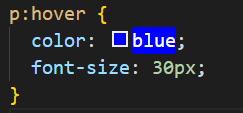 p:hover {
color: blue;
font-size: 30px;
}